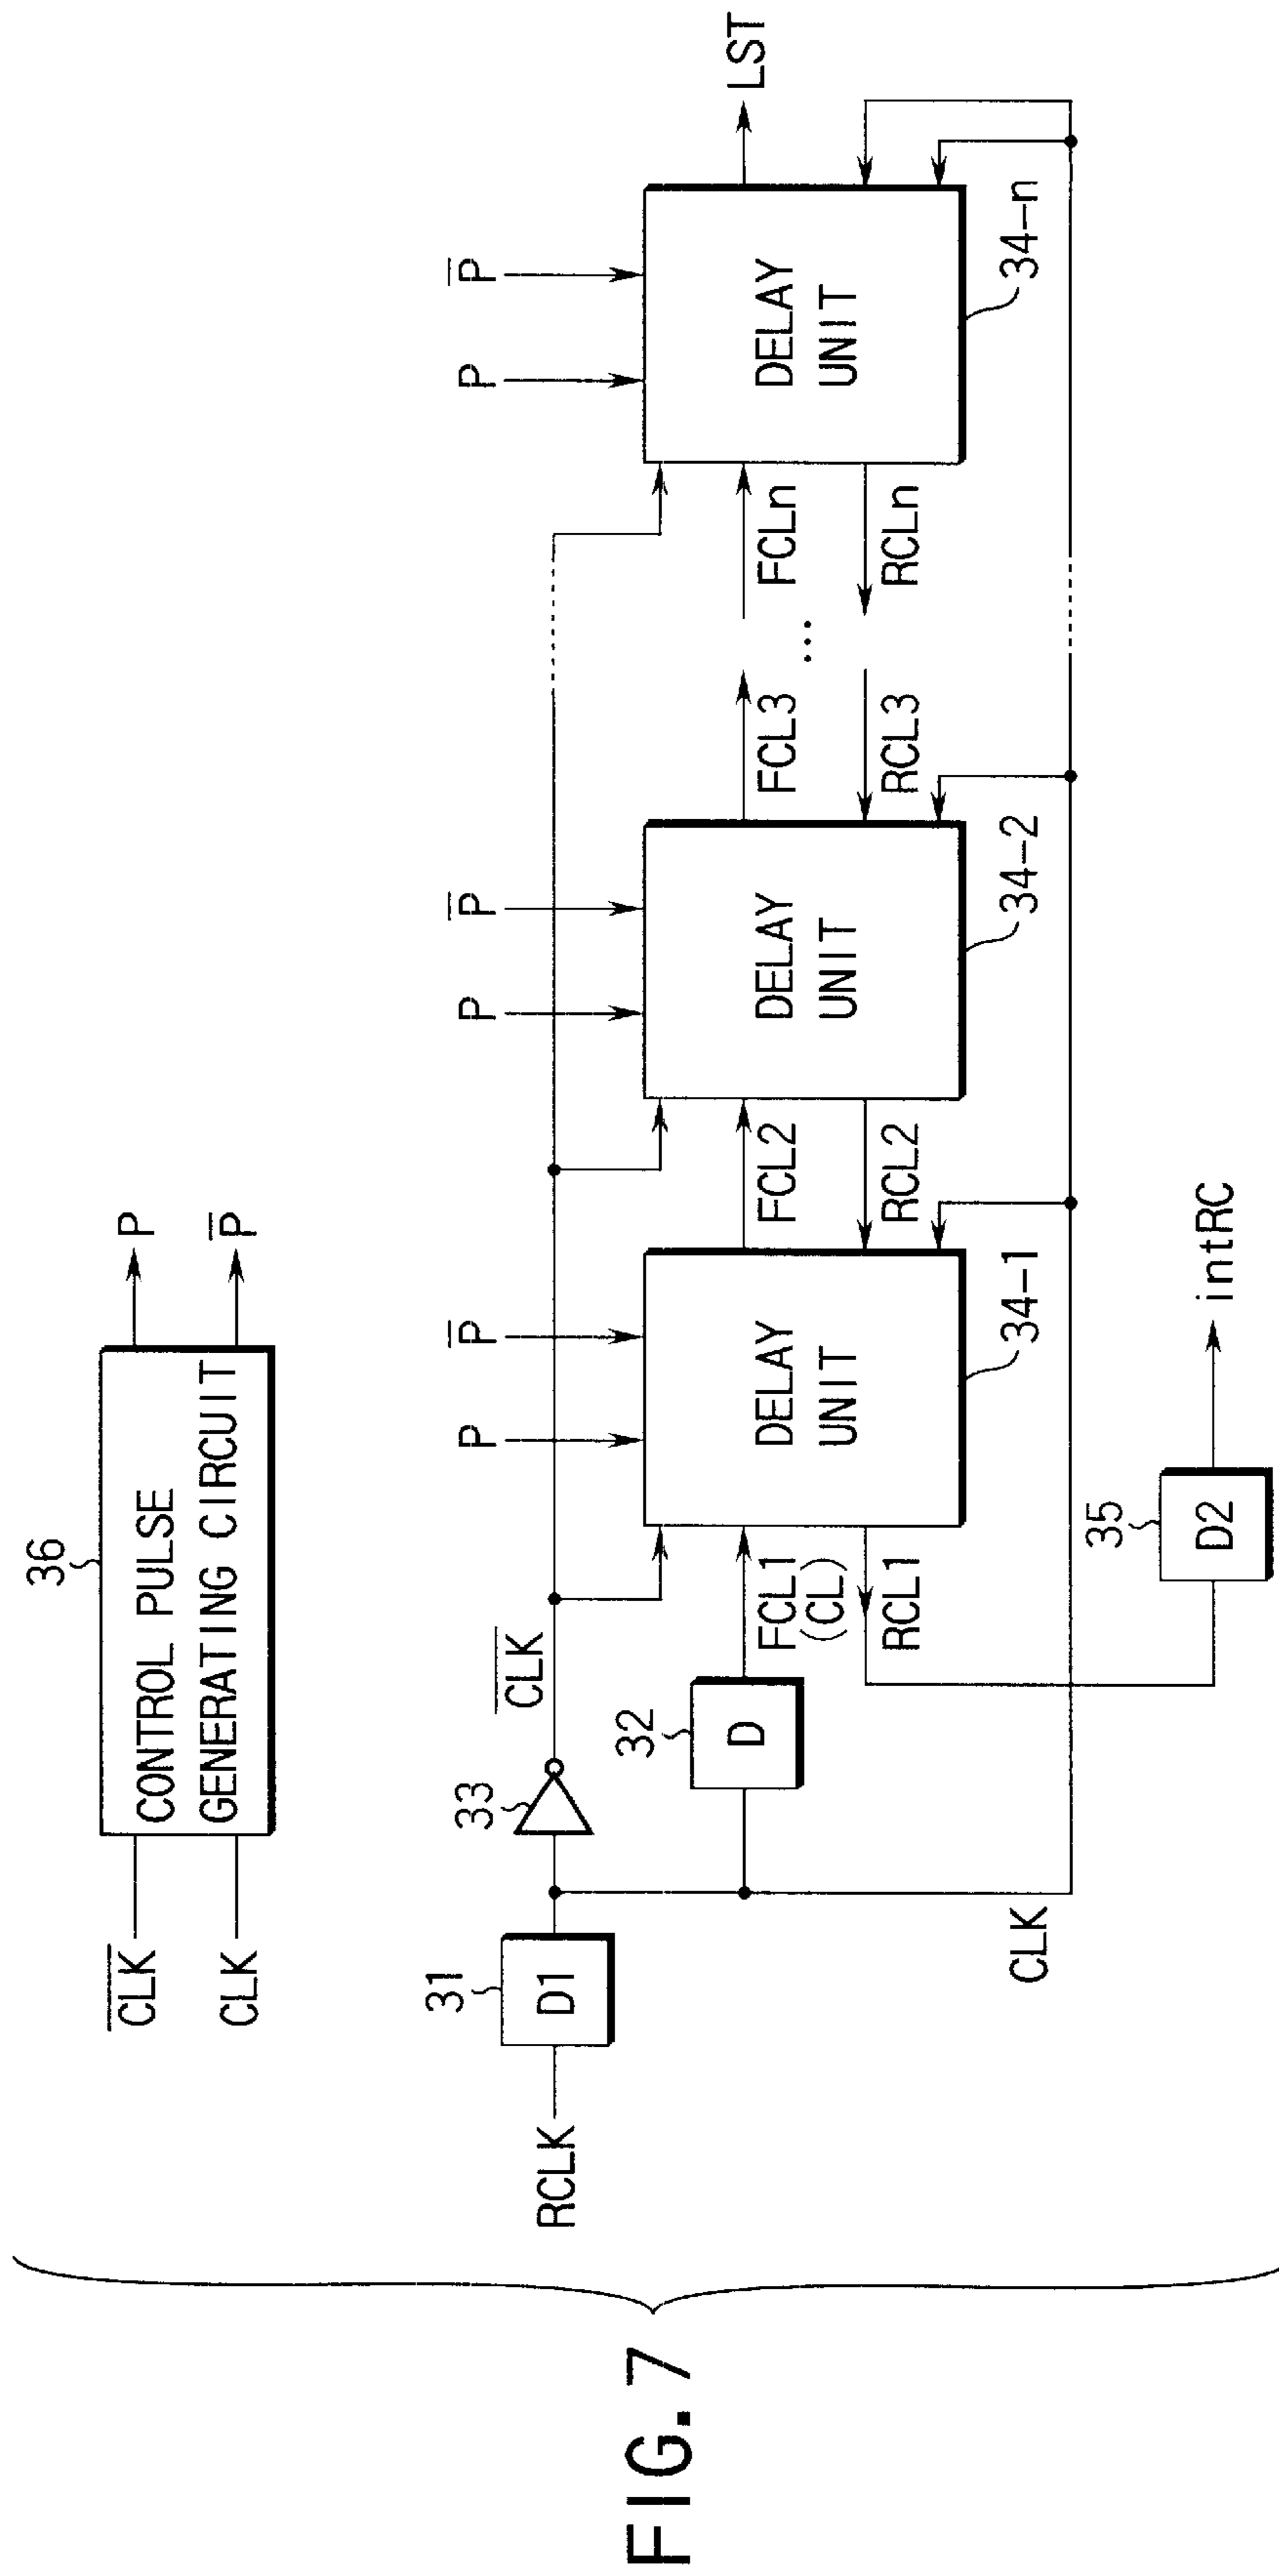 FIG. 7
36
C̅L̅K̅
CLK
CONTROL PULSE
GENERATING CIRCUIT
P
P̅
RCLK
31
D1
33
C̅L̅K̅
32
D
CLK
FCL1
(CL)
RCL1
P
P̅
DELAY
UNIT
34-1
FCL2
RCL2
P
P̅
DELAY
UNIT
34-2
FCL3
RCL3
...
FCLn
RCLn
P
P̅
DELAY
UNIT
34-n
LST
35
D2
intRC